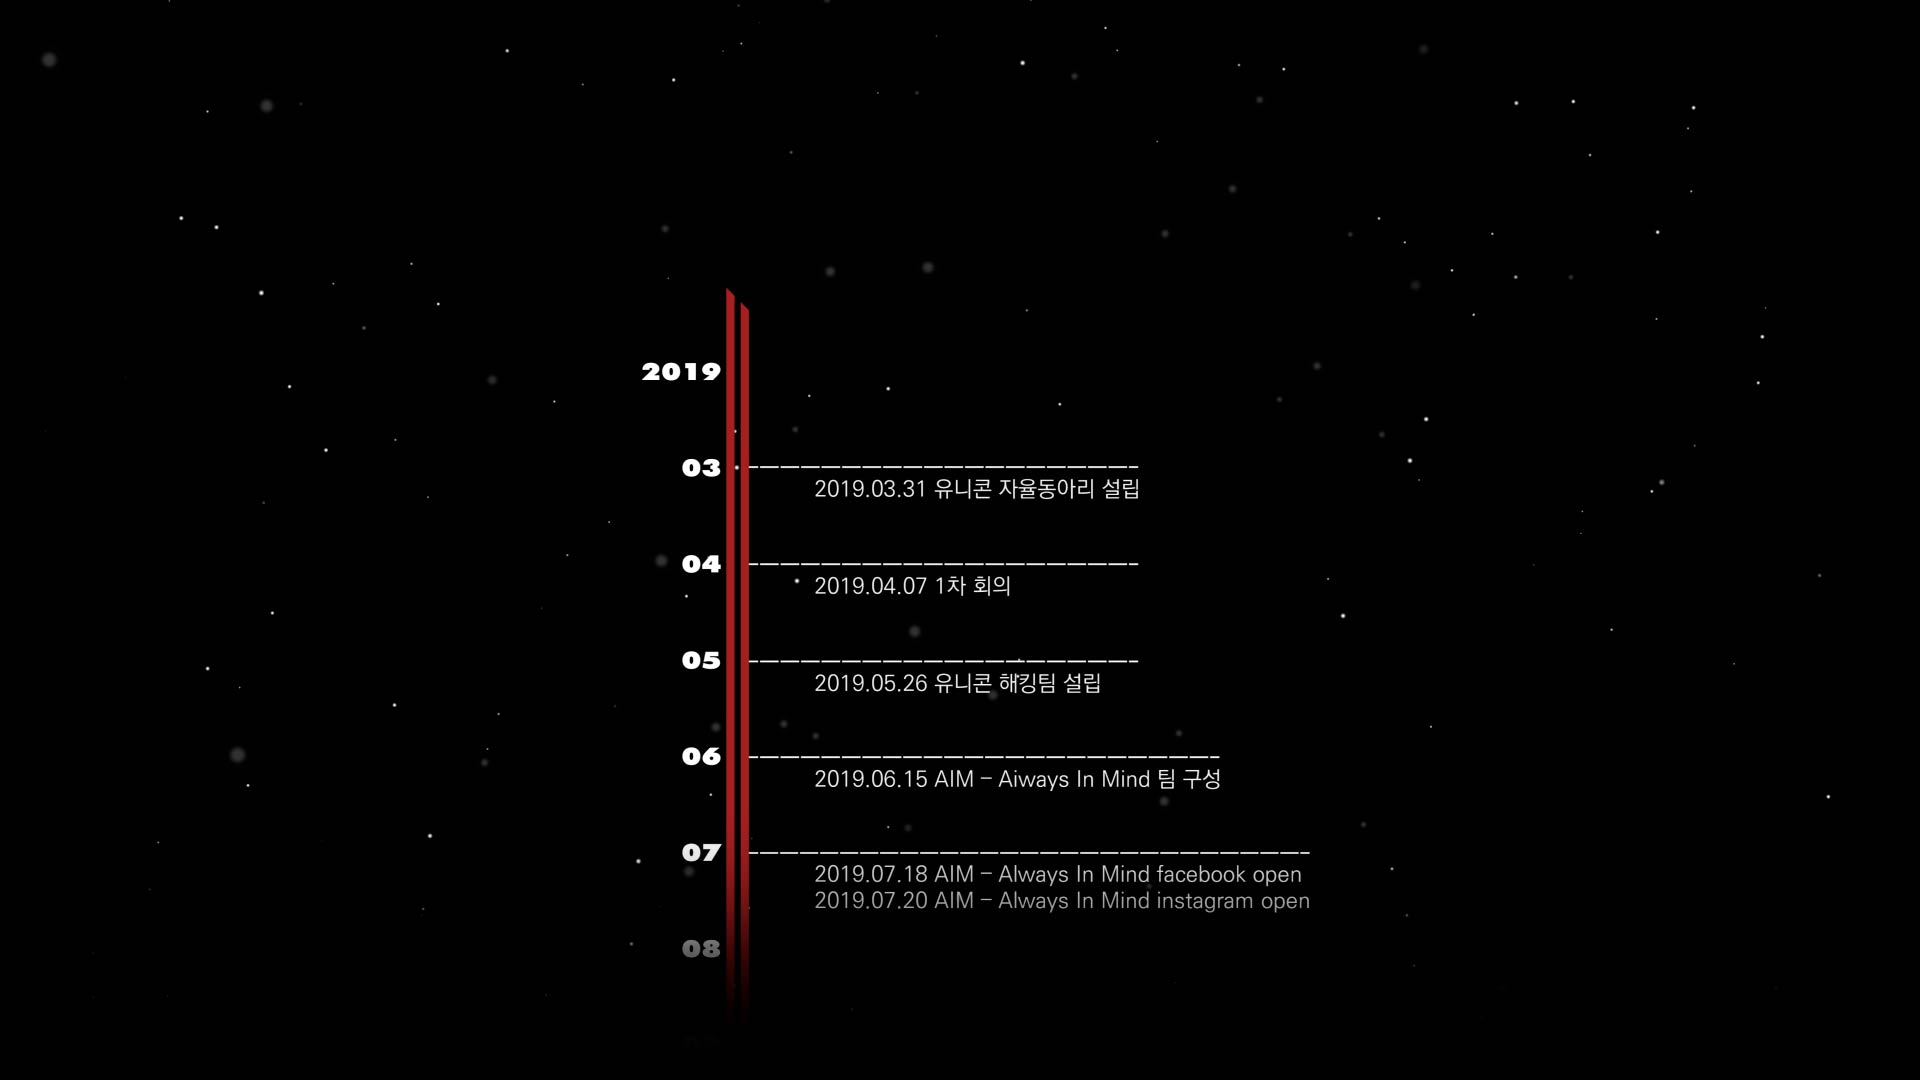 2019
03
2019.03.31 유니콘 자율동아리 설립
04
2019.04.07 1차 회의
05
2019.05.26 유니콘 해킹팀 설립
06
2019.06.15 AIM – Aiways In Mind 팀 구성
07
2019.07.18 AIM – Always In Mind facebook open
2019.07.20 AIM – Always In Mind instagram open
08